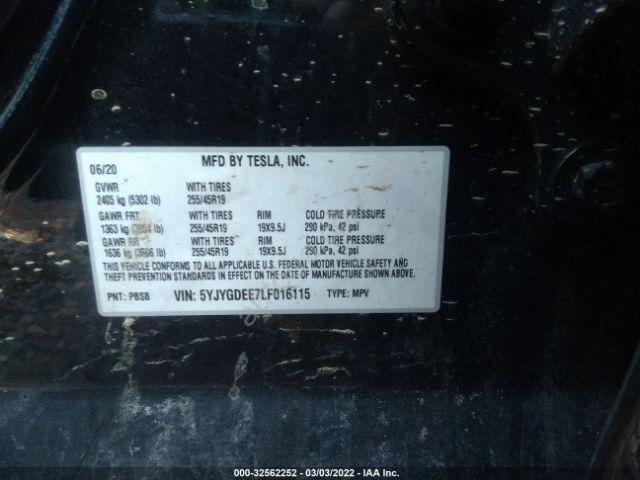 06/20 MFD BY TESLA, INC.
GVWR WITH TIRES
2405 kg (5302 lb) 255/45R19
GAWR FRT WITH TIRES RIM COLD TIRE PRESSURE
1363 kg lb) 255/45R19 19X9.5J 290 kPa, 42 psi
GAWR RR WITH TIRES RIM COLD TIRE PRESSURE
1636 kg (3606 lb) 255/45R19 19X9.5J 290 kPa, 42 psi
THIS VEHICLE CONFORMS TO ALL APPLICABLE U.S. FEDERAL MOTOR VEHICLE SAFETY AND
THEFT PREVENTION STANDARDS IN EFFECT ON THE DATE OF MANUFACTURE SHOWN ABOVE.
PNT: PBSB VIN: 5YJYGDEE7LF016115 TYPE: MPV
000-32562252 - 03/03/2022 - IAA Inc.